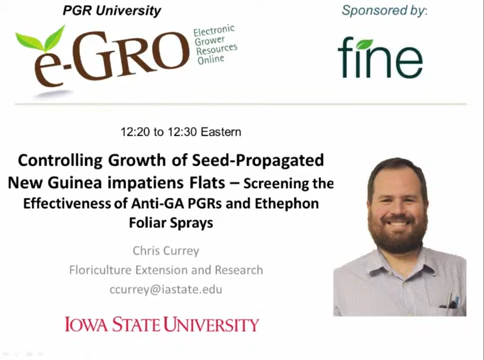 PGR University
Sponsored by:
e-GRO
Electronic
Grower
Resources
Online
fine
12:20 to 12:30 Eastern
Controlling Growth of Seed-Propagated
New Guinea impatiens Flats – Screening the
Effectiveness of Anti-GA PGRs and Ethephon
Foliar Sprays
Chris Currey
Floriculture Extension and Research
ccurrey@iastate.edu
IOWA STATE UNIVERSITY